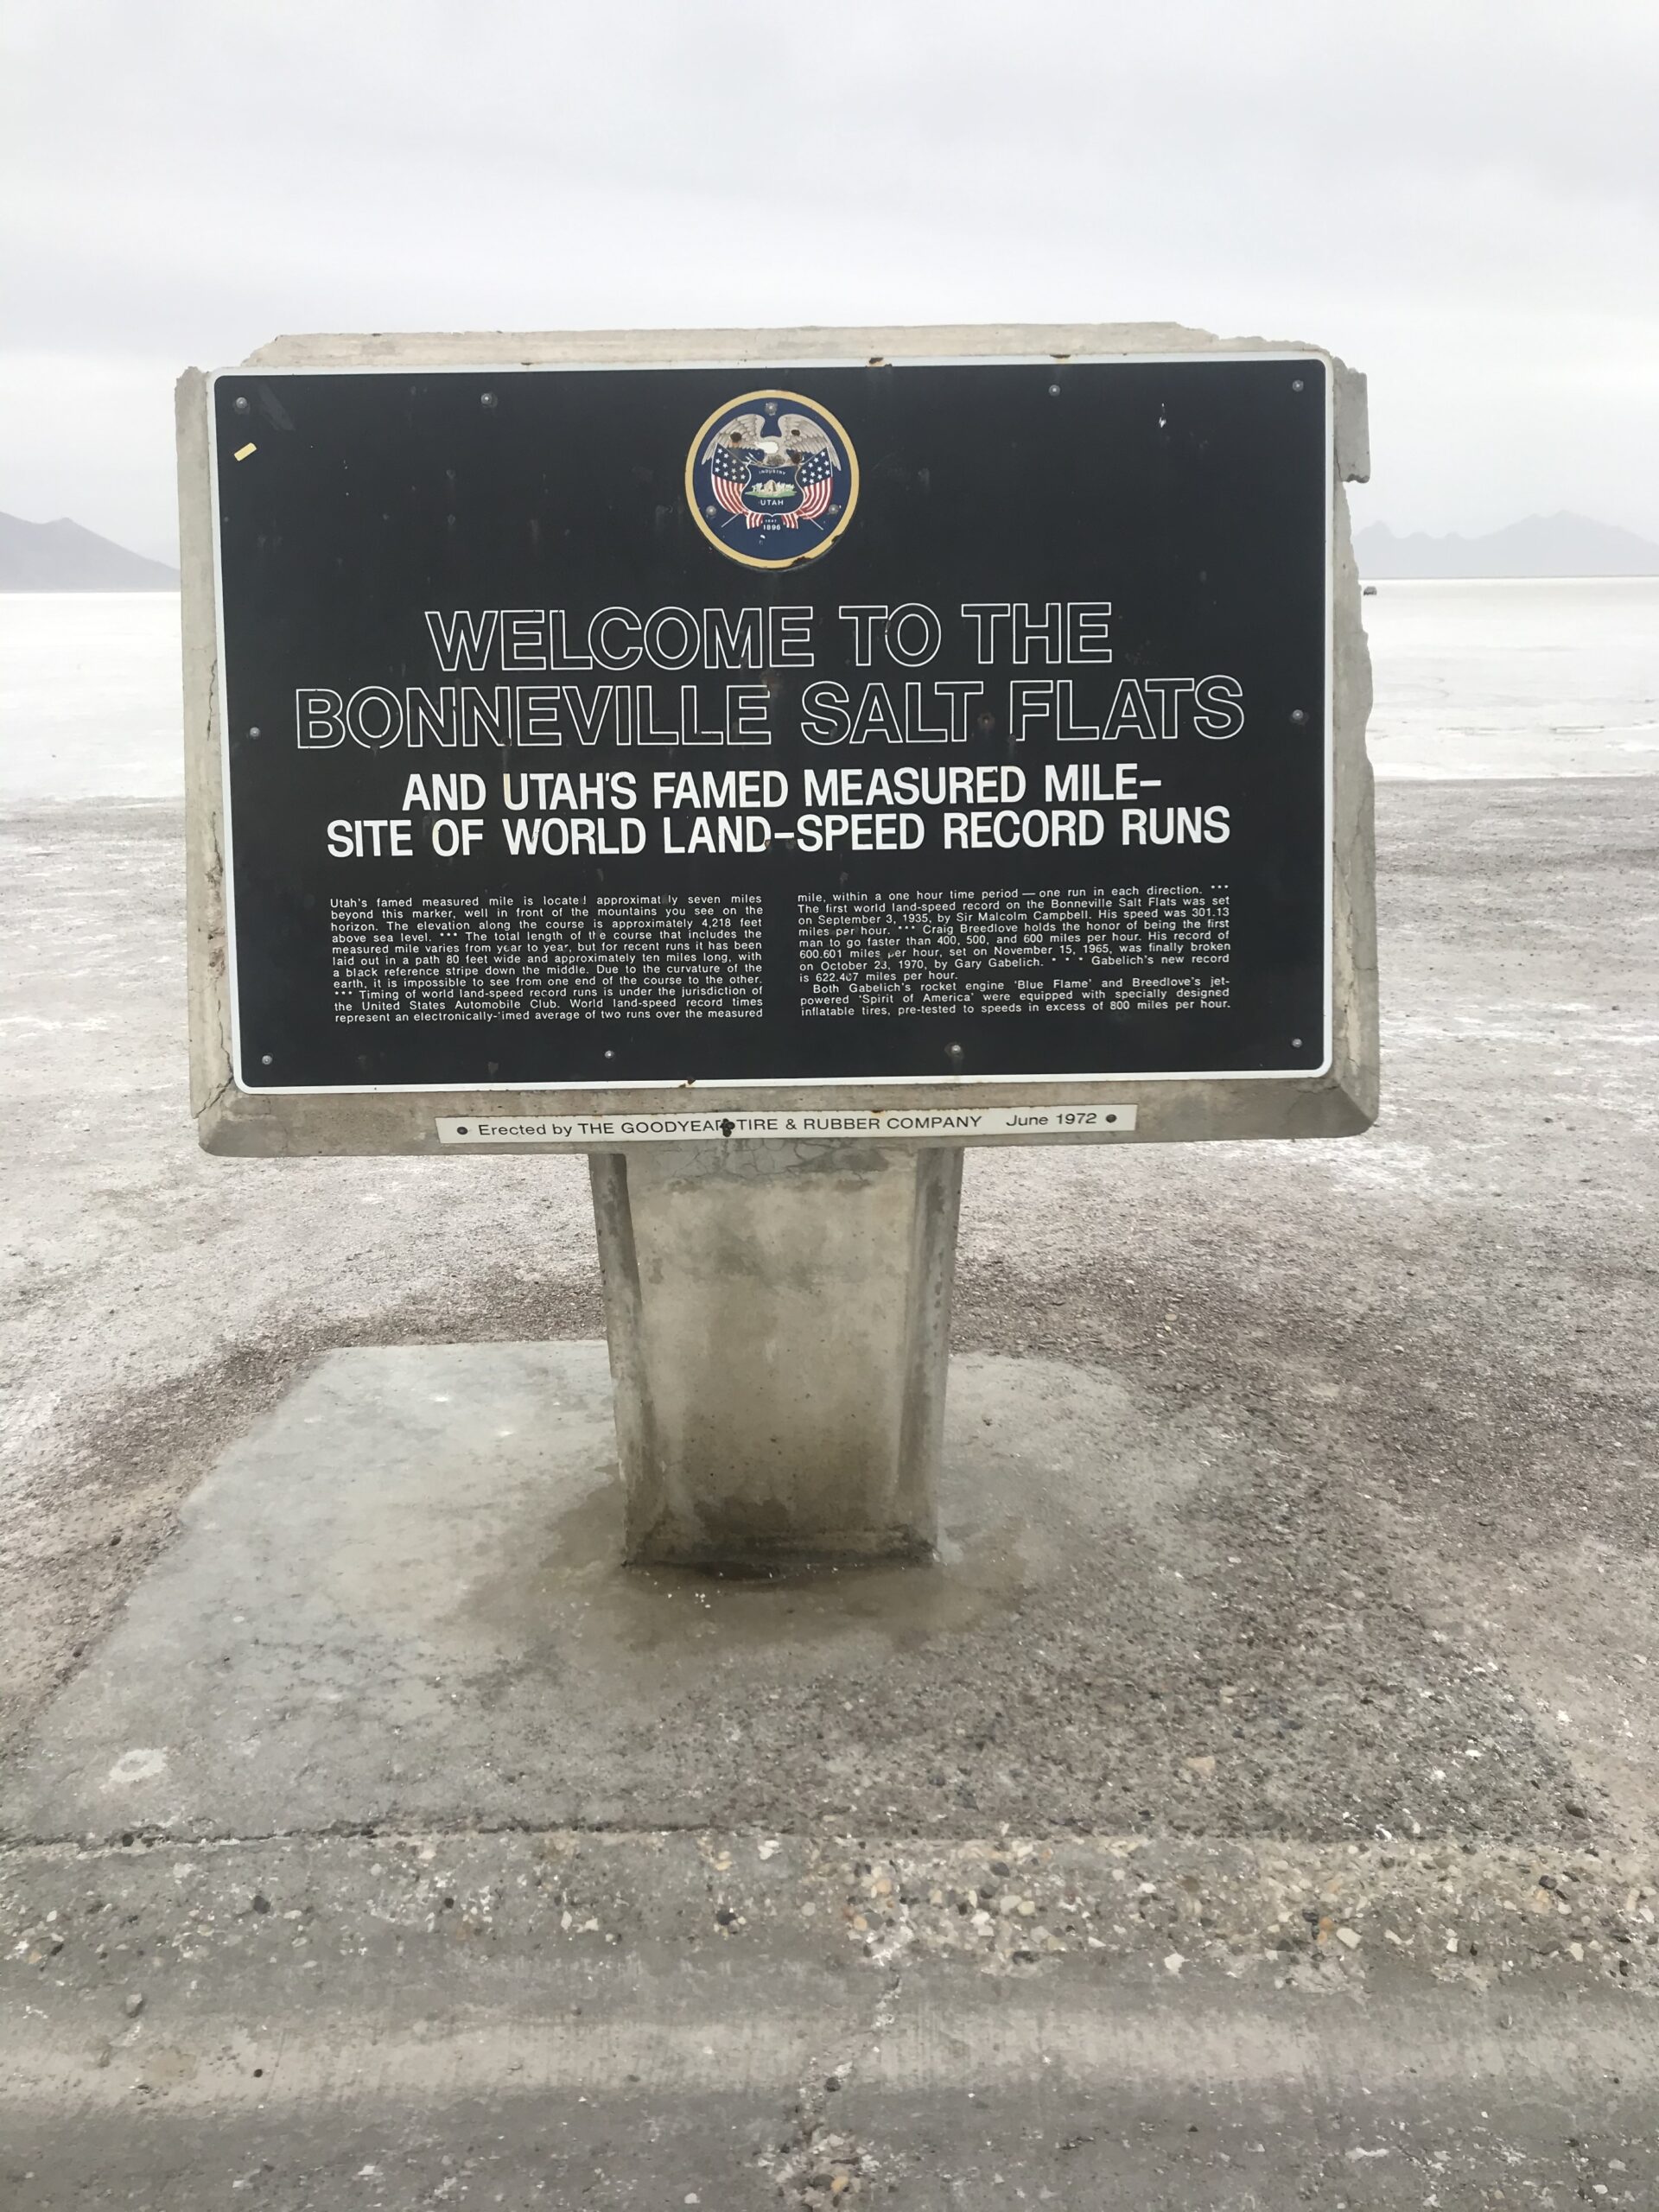 INDUSTRY
UTAH
1847
1896
WELCOME TO THE
BONNEVILLE SALT FLATS
AND UTAH'S FAMED MEASURED MILE–
SITE OF WORLD LAND–SPEED RECORD RUNS
Utah's famed measured mile is located approximately seven miles
beyond this marker, well in front of the mountains you see on the
horizon. The elevation along the course is approximately 4,218 feet
above sea level. *** The total length of the course that includes the
measured mile varies from year to year, but for recent runs it has been
laid out in a path 80 feet wide and approximately ten miles long, with
a black reference stripe down the middle. Due to the curvature of the
earth, it is impossible to see from one end of the course to the other.
*** Timing of world land-speed record runs is under the jurisdiction of
the United States Automobile Club. World land-speed record times
represent an electronically-timed average of two runs over the measured
mile, within a one hour time period — one run in each direction. ***
The first world land-speed record on the Bonneville Salt Flats was set
on September 3, 1935, by Sir Malcolm Campbell. His speed was 301.13
miles per hour. *** Craig Breedlove holds the honor of being the first
man to go faster than 400, 500, and 600 miles per hour. His record of
600.601 miles per hour, set on November 15, 1965, was finally broken
on October 23, 1970, by Gary Gabelich. * * * Gabelich's new record
is 622.407 miles per hour.
Both Gabelich's rocket engine 'Blue Flame' and Breedlove's jet-
powered 'Spirit of America' were equipped with specially designed
inflatable tires, pre-tested to speeds in excess of 800 miles per hour.
Erected by THE GOODYEAR TIRE & RUBBER COMPANY June 1972